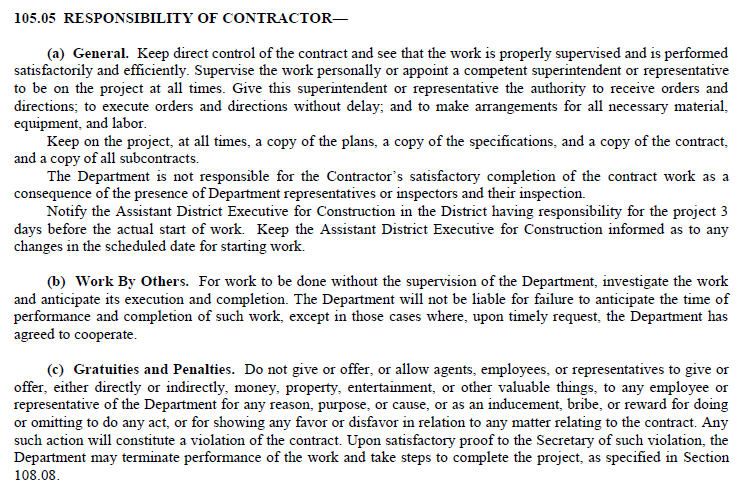 105.05 RESPONSIBILITY OF CONTRACTOR—
(a) General. Keep direct control of the contract and see that the work is properly supervised and is performed
satisfactorily and efficiently. Supervise the work personally or appoint a competent superintendent or representative
to be on the project at all times. Give this superintendent or representative the authority to receive orders and
directions; to execute orders and directions without delay; and to make arrangements for all necessary material,
equipment, and labor.
Keep on the project, at all times, a copy of the plans, a copy of the specifications, and a copy of the contract,
and a copy of all subcontracts.
The Department is not responsible for the Contractor's satisfactory completion of the contract work as a
consequence of the presence of Department representatives or inspectors and their inspection.
Notify the Assistant District Executive for Construction in the District having responsibility for the project 3
days before the actual start of work. Keep the Assistant District Executive for Construction informed as to any
changes in the scheduled date for starting work.
(b) Work By Others. For work to be done without the supervision of the Department, investigate the work
and anticipate its execution and completion. The Department will not be liable for failure to anticipate the time of
performance and completion of such work, except in those cases where, upon timely request, the Department has
agreed to cooperate.
(c) Gratuities and Penalties. Do not give or offer, or allow agents, employees, or representatives to give or
offer, either directly or indirectly, money, property, entertainment, or other valuable things, to any employee or
representative of the Department for any reason, purpose, or cause, or as an inducement, bribe, or reward for doing
or omitting to do any act, or for showing any favor or disfavor in relation to any matter relating to the contract. Any
such action will constitute a violation of the contract. Upon satisfactory proof to the Secretary of such violation, the
Department may terminate performance of the work and take steps to complete the project, as specified in Section
108.08.